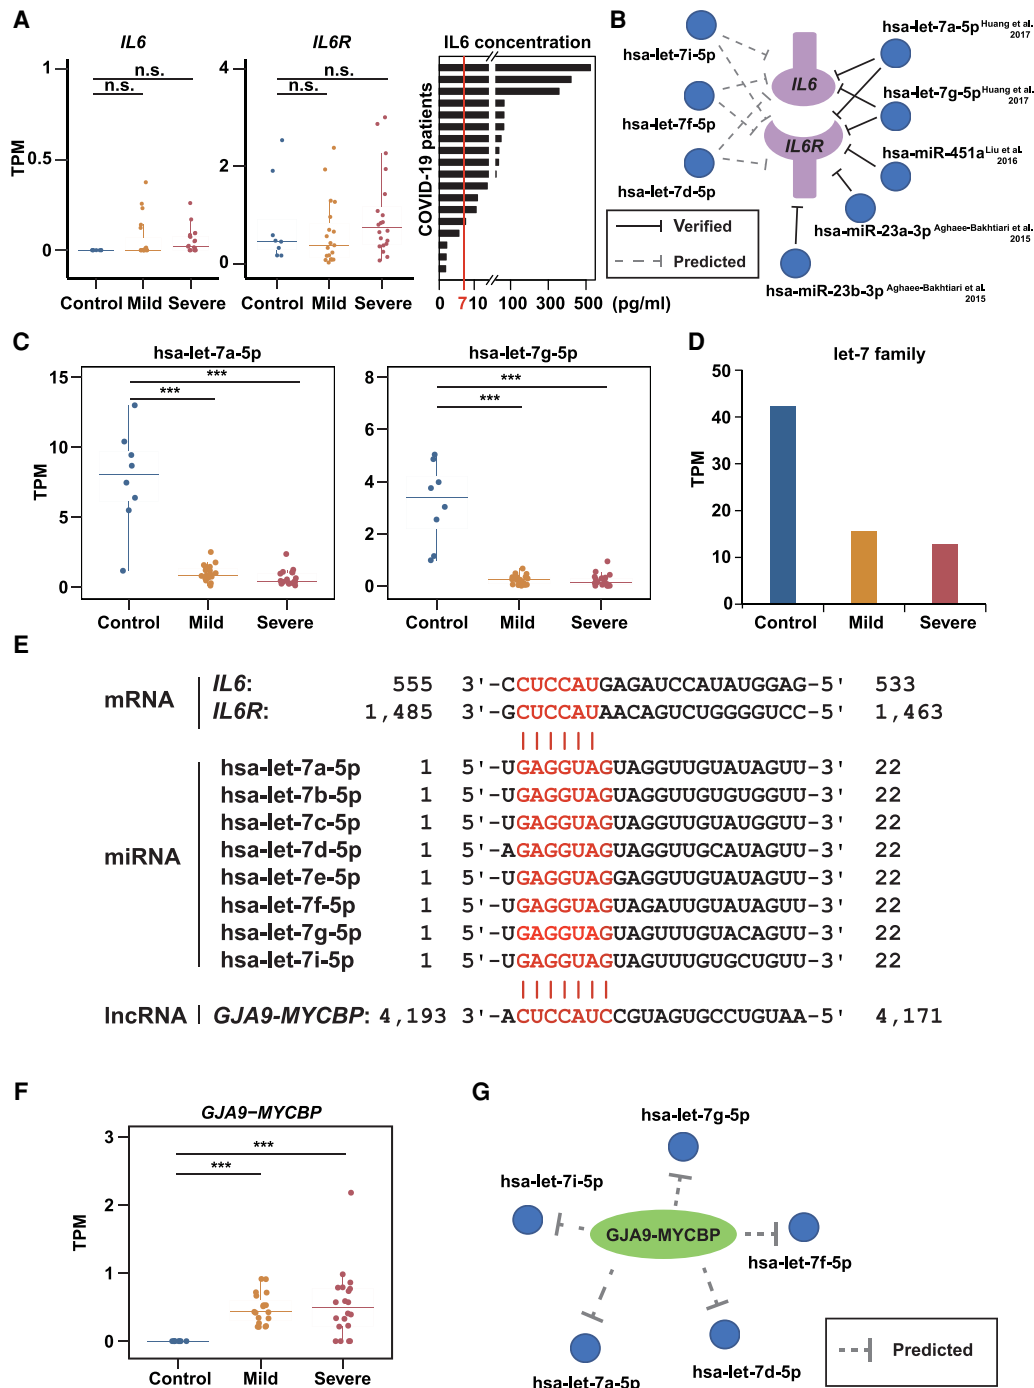 A
IL6
IL6R
IL6 concentration
TPM
1
0.5
0
n.s.
n.s.
Control Mild Severe
4
2
0
n.s.
n.s.
Control Mild Severe
COVID-19 patients
0 7 10 100 300 500 (pg/ml)
B
hsa-let-7i-5p
hsa-let-7f-5p
hsa-let-7d-5p
IL6
IL6R
hsa-let-7a-5p Huang et al. 2017
hsa-let-7g-5p Huang et al. 2017
hsa-miR-451a Liu et al. 2016
hsa-miR-23a-3p Aghaee-Bakhtiari et al. 2015
hsa-miR-23b-3p Aghaee-Bakhtiari et al. 2015
Verified
Predicted
C
hsa-let-7a-5p
TPM
15
10
5
0
***
***
Control Mild Severe
hsa-let-7g-5p
8
6
4
2
0
***
***
Control Mild Severe
D
let-7 family
TPM
50
40
30
20
10
0
Control Mild Severe
E
mRNA
IL6: 555 3'-CCUCCAUGAGAUCCAUAUGGAG-5' 533
IL6R: 1,485 3'-GCUCCAUAACAGUCUGGGGUCC-5' 1,463
miRNA
hsa-let-7a-5p 1 5'-UGAGGUAGUAGGUUGUAUAGUU-3' 22
hsa-let-7b-5p 1 5'-UGAGGUAGUAGGUUGUGUGGUU-3' 22
hsa-let-7c-5p 1 5'-UGAGGUAGUAGGUUGUAUGGUU-3' 22
hsa-let-7d-5p 1 5'-AGAGGUAGUAGGUUGCAUAGUU-3' 22
hsa-let-7e-5p 1 5'-UGAGGUAGGAGGUUGUAUAGUU-3' 22
hsa-let-7f-5p 1 5'-UGAGGUAGUAGAUUGUAUAGUU-3' 22
hsa-let-7g-5p 1 5'-UGAGGUAGUAGUUUGUACAGUU-3' 22
hsa-let-7i-5p 1 5'-UGAGGUAGUAGUUUGUGCUGUU-3' 22
lncRNA GJA9-MYCBP: 4,193 3'-ACUCCAUCCGUAGUGCCUGUAA-5' 4,171
F
GJA9-MYCBP
TPM
3
2
1
0
***
***
Control Mild Severe
G
hsa-let-7g-5p
hsa-let-7i-5p
GJA9-MYCBP
hsa-let-7f-5p
hsa-let-7a-5p
hsa-let-7d-5p
Predicted